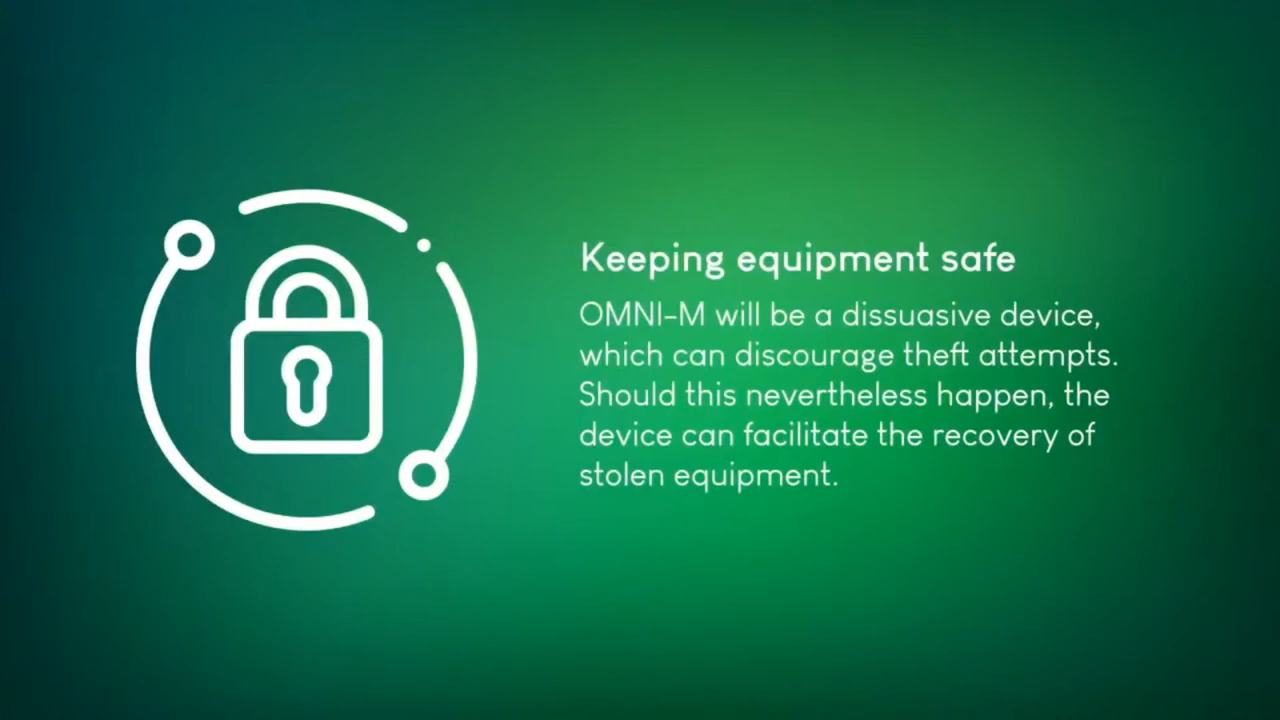 Keeping equipment safe
OMNI-M will be a dissuasive device,
which can discourage theft attempts.
Should this nevertheless happen, the
device can facilitate the recovery of
stolen equipment.